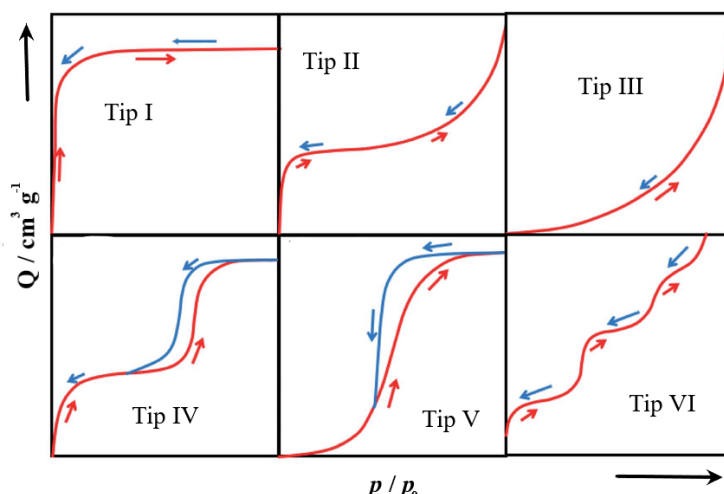 Tip I
Tip II
Tip III
Q / cm³ g⁻¹
Tip IV
Tip V
Tip VI
p / p₀